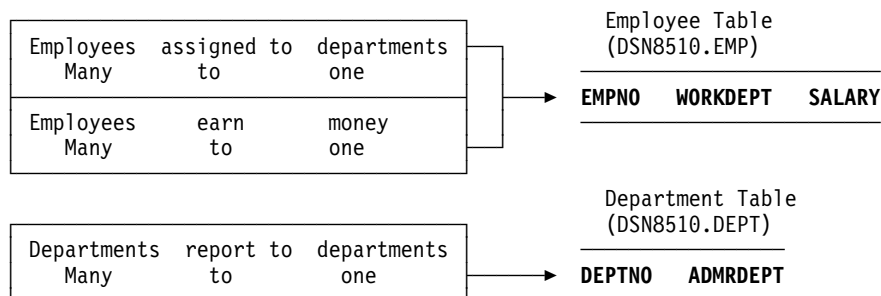 Employee Table
(DSN8510.EMP)
Employees assigned to departments
Many to one
EMPNO WORKDEPT SALARY
Employees earn money
Many to one
Department Table
(DSN8510.DEPT)
Departments report to departments
Many to one
DEPTNO ADMRDEPT